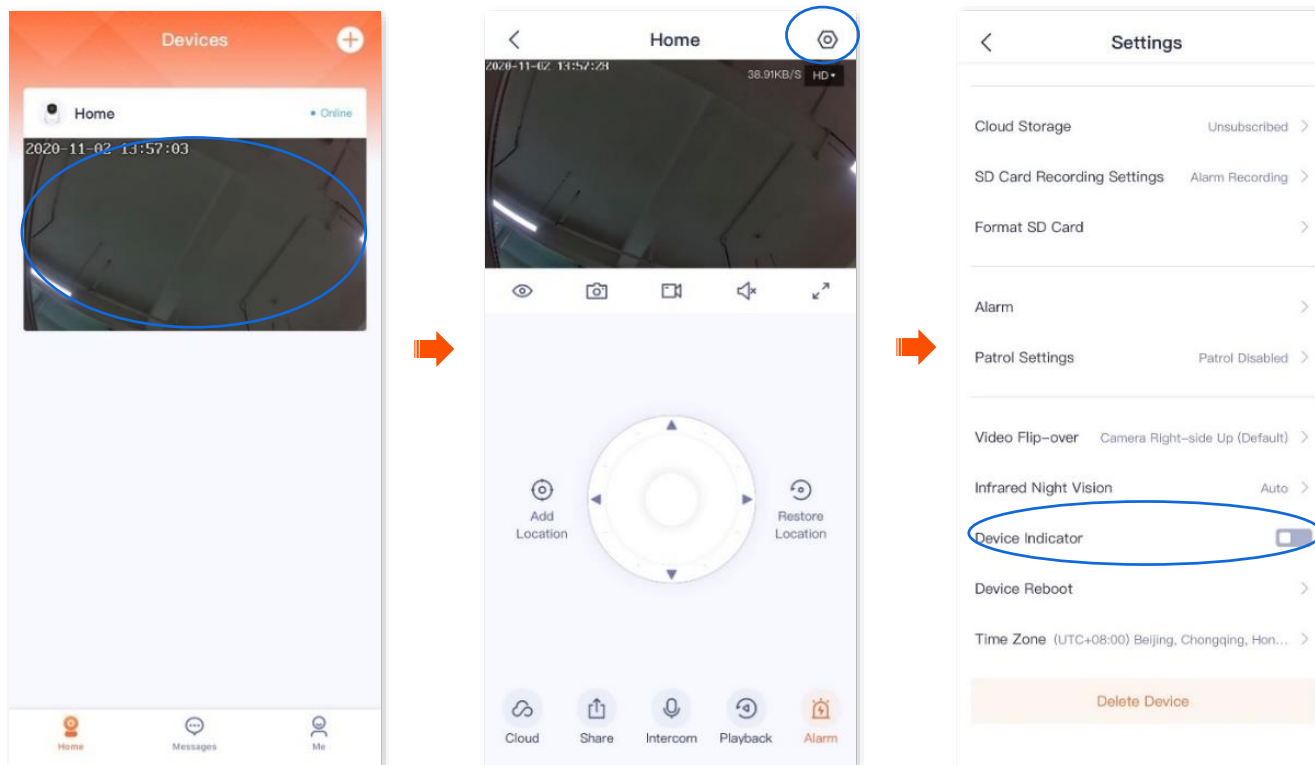 Devices
Home
Online
2020-11-02 13:57:03
Home
Messages
Me
Home
2020-11-02 13:57:28
38.91KB/S HD
Add
Location
Restore
Location
Cloud
Share
Intercom
Playback
Alarm
Settings
Cloud Storage Unsubscribed
SD Card Recording Settings Alarm Recording
Format SD Card
Alarm
Patrol Settings Patrol Disabled
Video Flip-over Camera Right-side Up (Default)
Infrared Night Vision Auto
Device Indicator
Device Reboot
Time Zone (UTC+08:00) Beijing, Chongqing, Hon...
Delete Device